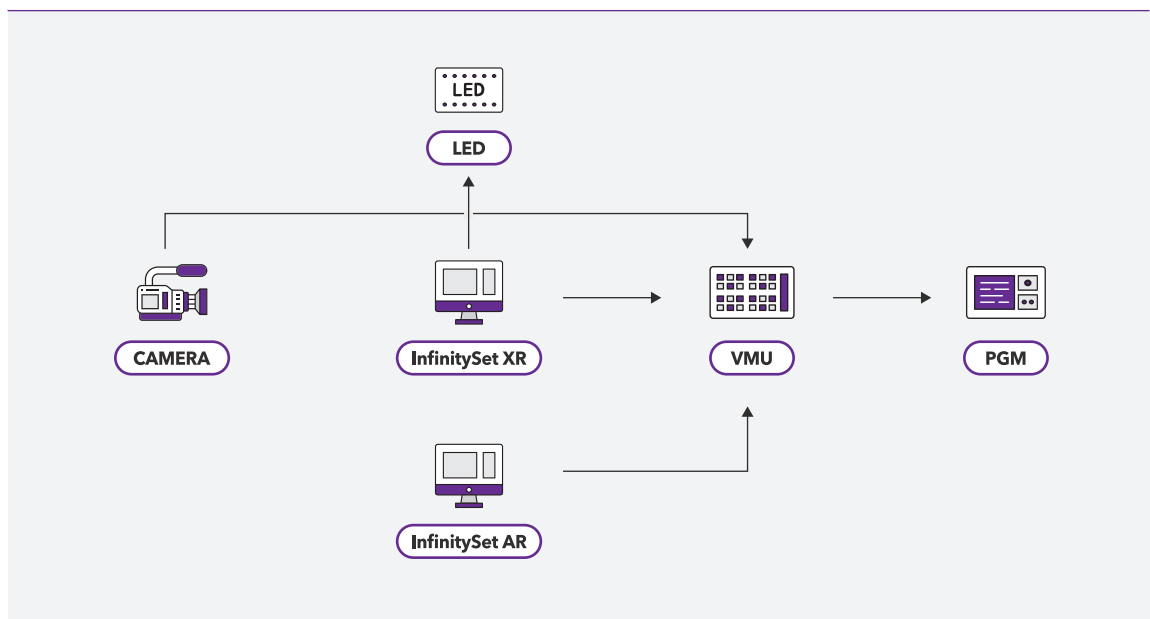 LED
LED
CAMERA
InfinitySet XR
VMU
PGM
InfinitySet AR